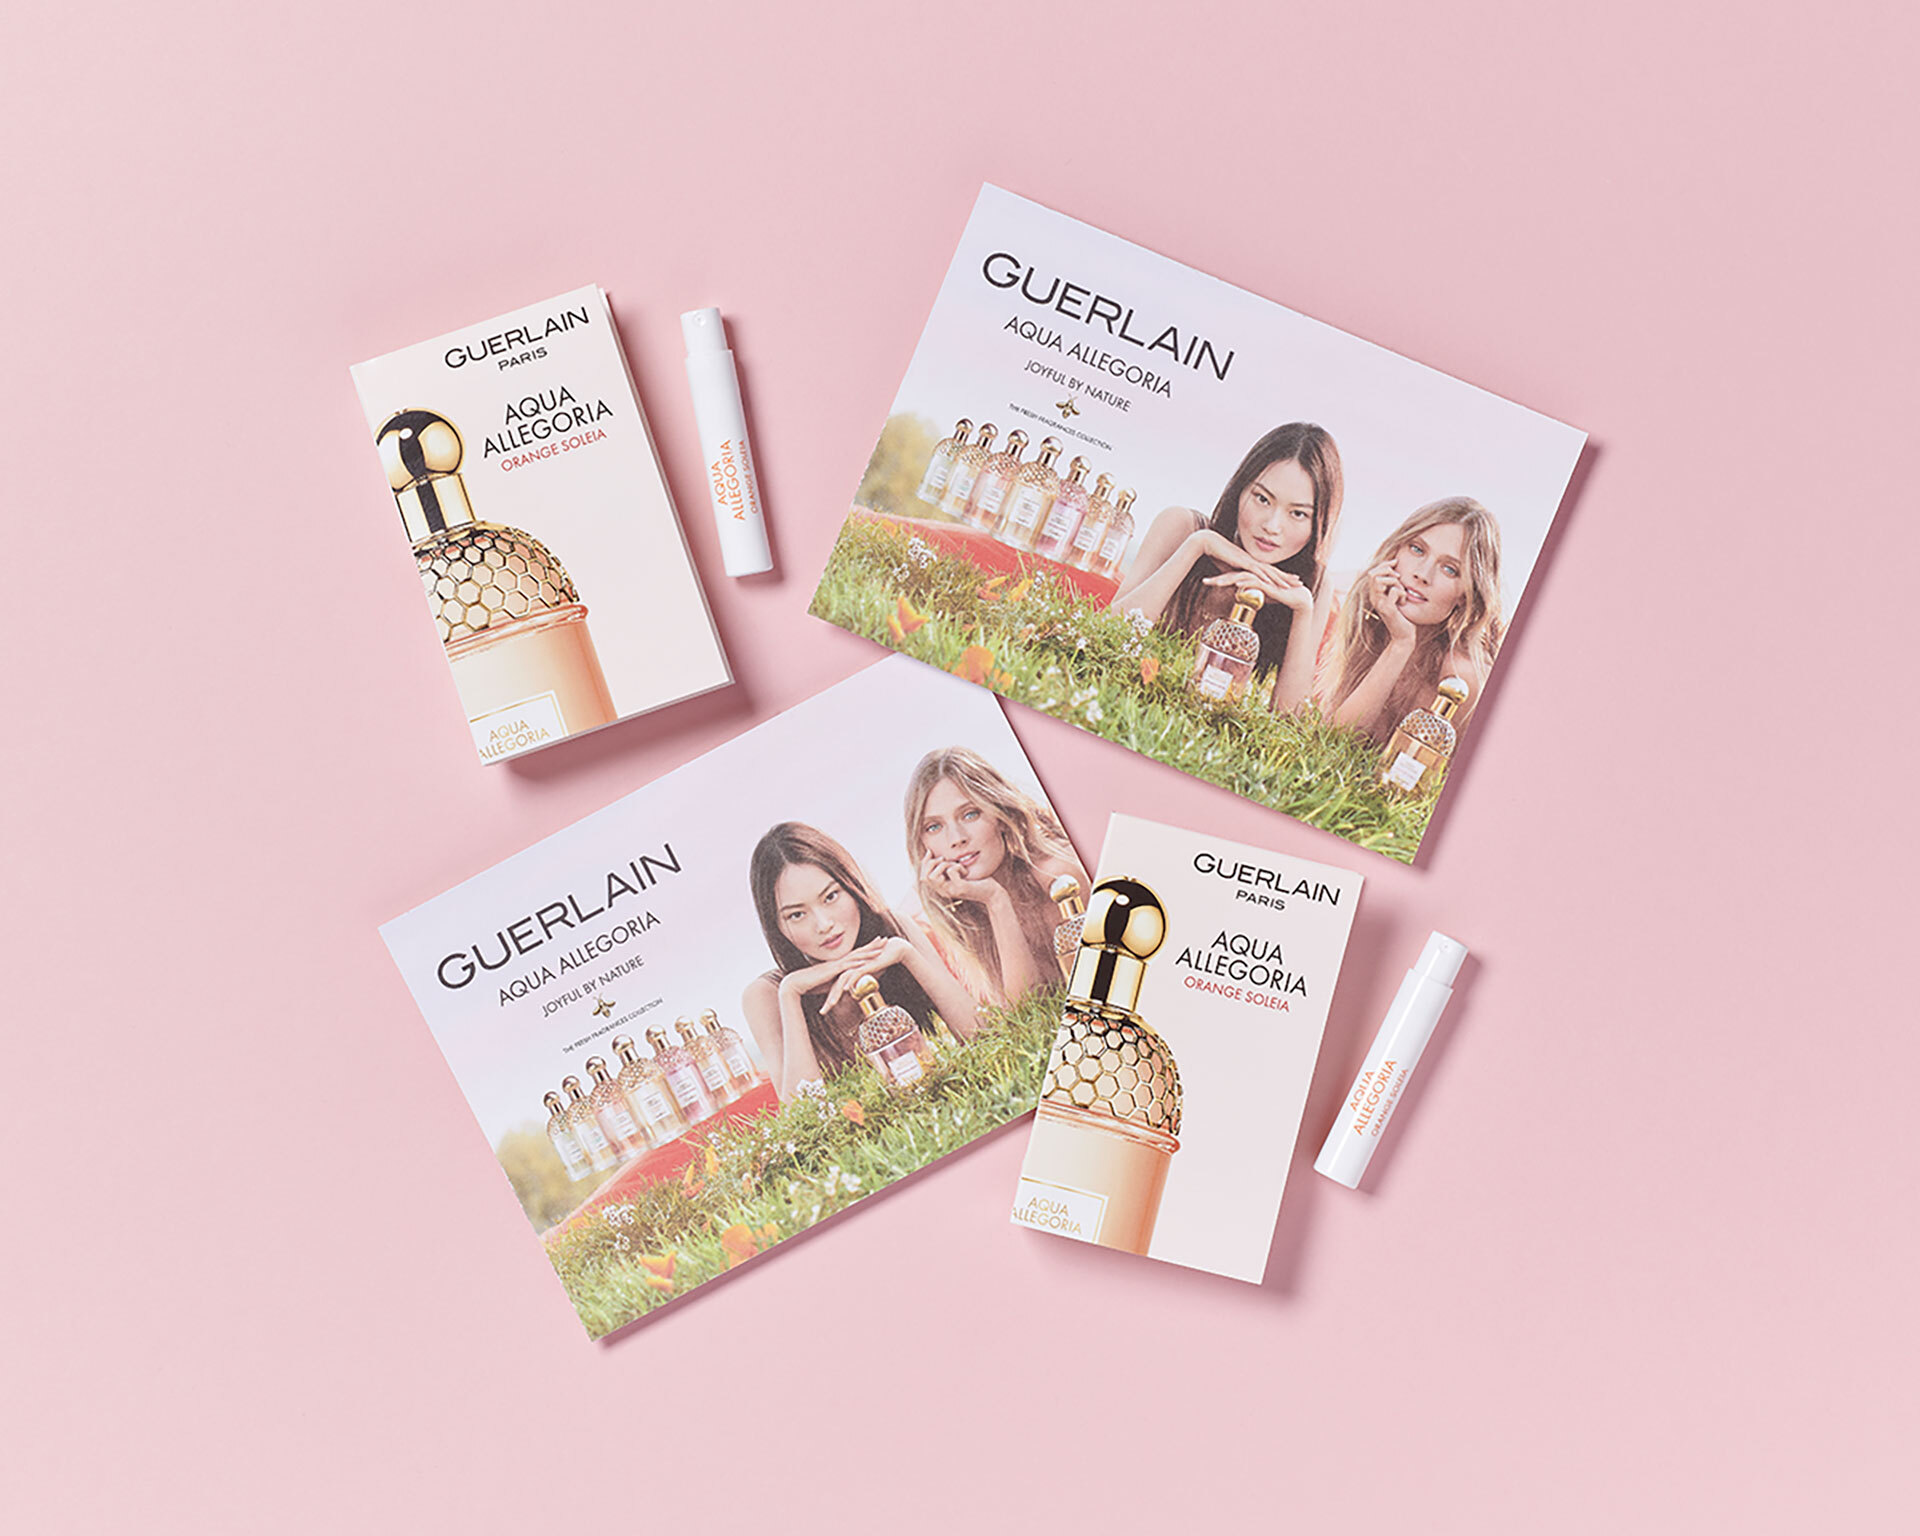 GUERLAIN
PARIS
AQUA
ALLEGORIA
ORANGE SOLEIA
AQUA
ALLEGORIA
AQUA
ALLEGORIA
ORANGE SOLEIA
GUERLAIN
AQUA ALLEGORIA
JOYFUL BY NATURE
THE FRESH FRAGRANCES COLLECTION
GUERLAIN
AQUA ALLEGORIA
JOYFUL BY NATURE
THE FRESH FRAGRANCES COLLECTION
GUERLAIN
PARIS
AQUA
ALLEGORIA
ORANGE SOLEIA
AQUA
ALLEGORIA
AQUA
ALLEGORIA
ORANGE SOLEIA